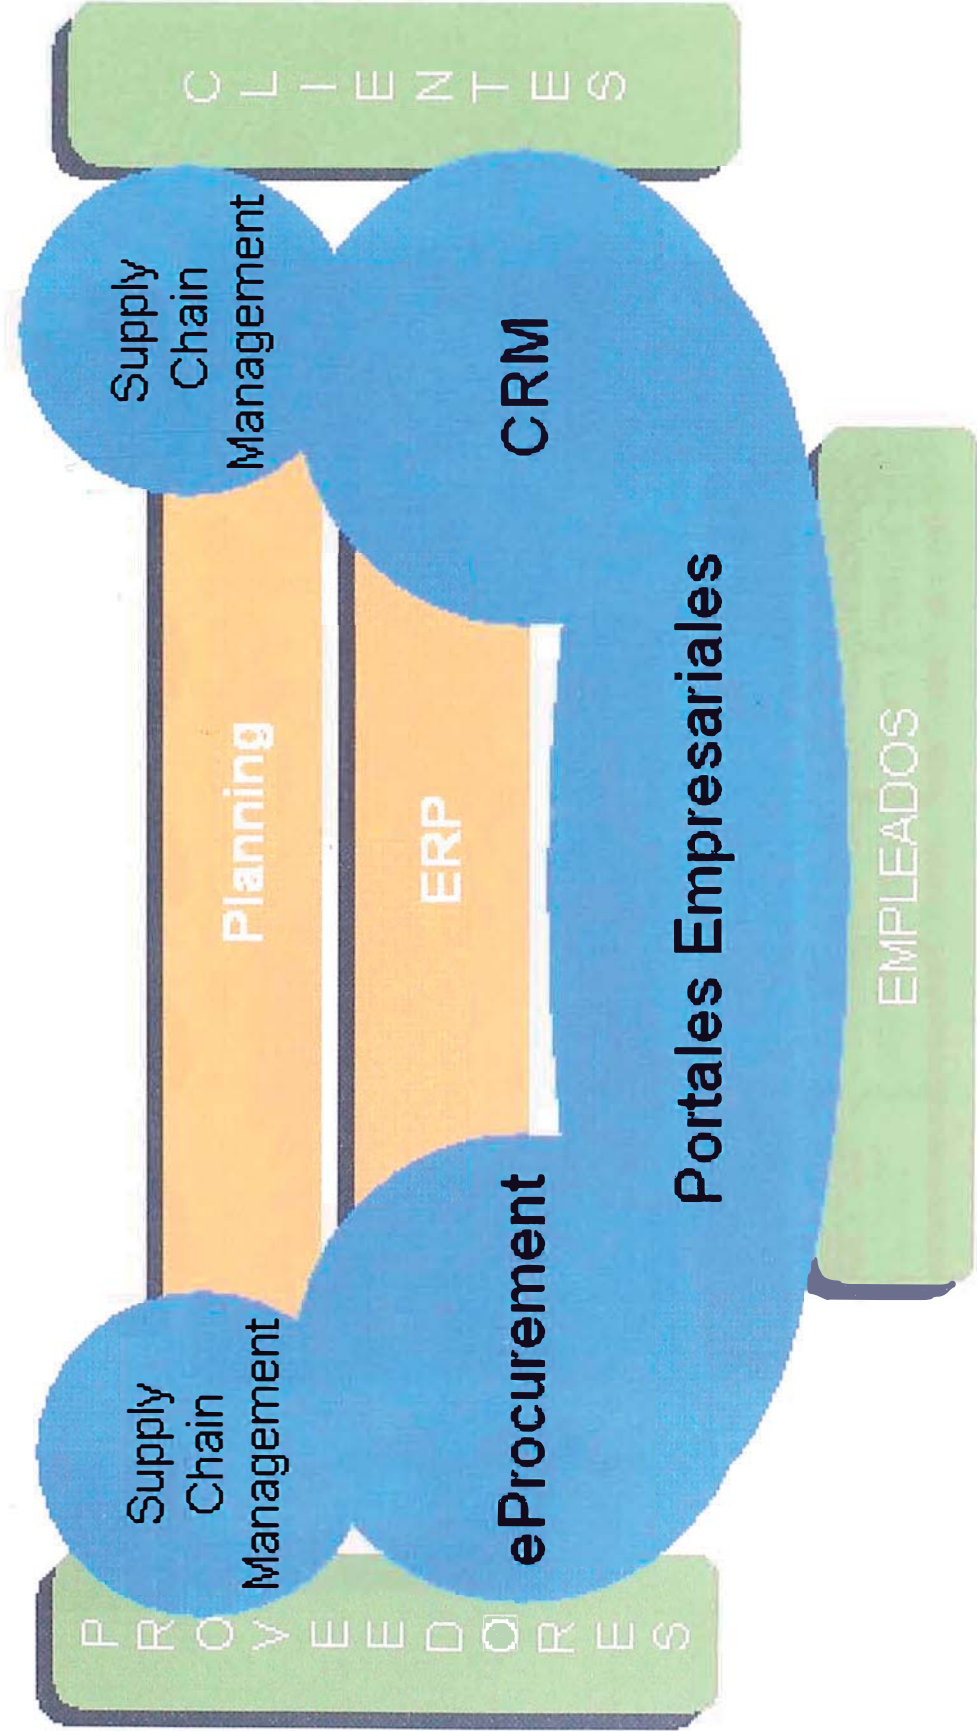 Supply
Chain
Management
Supply
Chain
Management
Planning
ERP
eProcurement
CRM
Portales Empresariales
PROVEEDORES
CLIENTES
EMPLEADOS